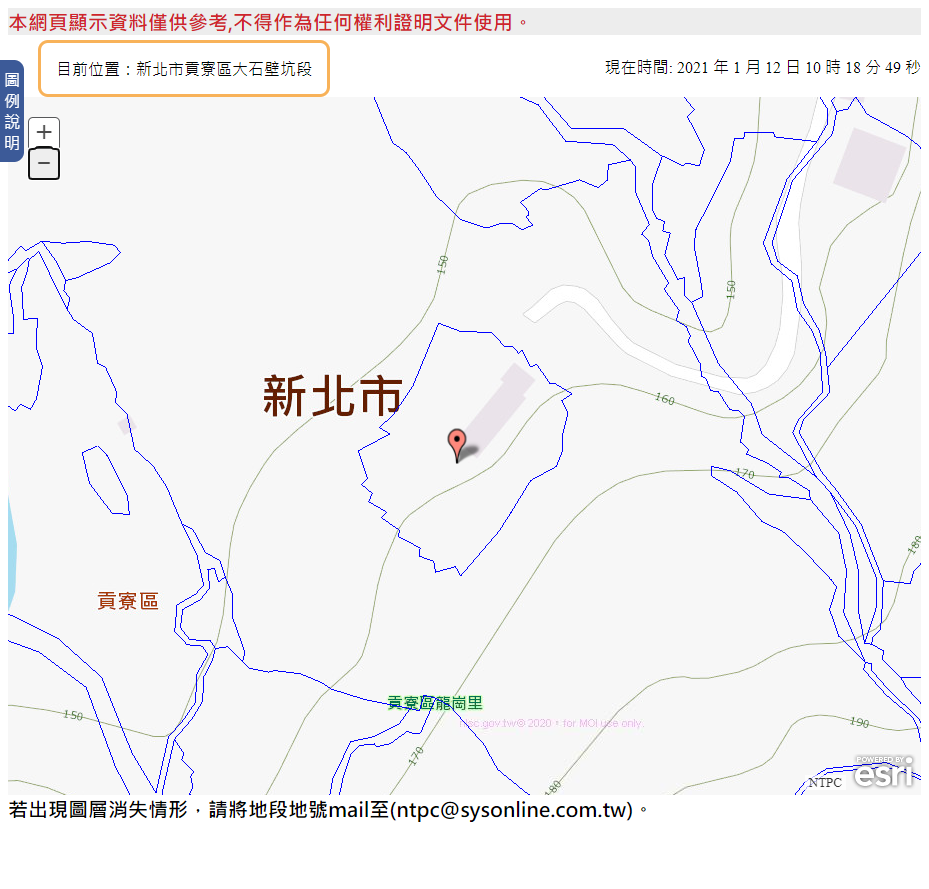 本網頁顯示資料僅供參考,不得作為任何權利證明文件使用。
目前位置：新北市貢寮區大石壁坑段
現在時間: 2021 年 1 月 12 日 10 時 18 分 49 秒
圖例說明
+
−
150
150
新北市
160
170
180
貢寮區
貢寮區龍崗里
150
ntpc.gov.tw© 2020。for MOI use only.
190
170
180
POWERED BY
esri
NTPC
若出現圖層消失情形，請將地段地號mail至(ntpc@sysonline.com.tw)。